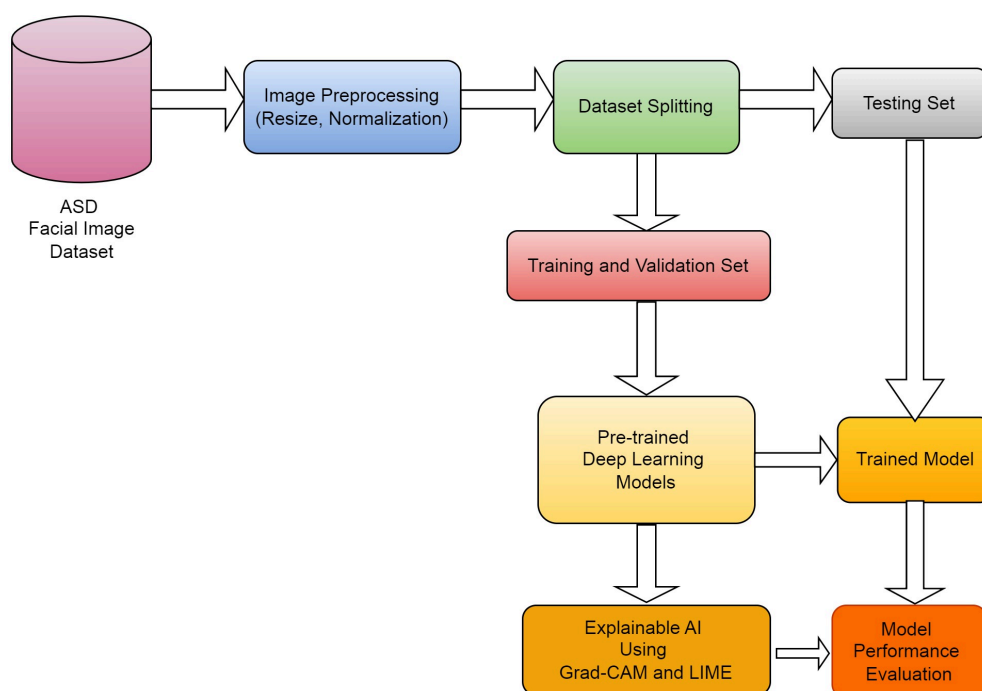 ASD
Facial Image
Dataset
Image Preprocessing
(Resize, Normalization)
Dataset Splitting
Testing Set
Training and Validation Set
Pre-trained
Deep Learning
Models
Trained Model
Explainable AI
Using
Grad-CAM and LIME
Model
Performance
Evaluation